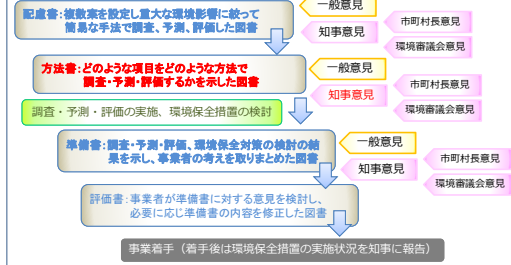 配慮書：複数案を設定し重大な環境影響に絞って
簡易な手法で調査、予測、評価した図書
一般意見
知事意見
市町村長意見
環境審議会意見
方法書：どのような項目をどのような方法で
調査・予測・評価するかを示した図書
一般意見
知事意見
市町村長意見
環境審議会意見
調査・予測・評価の実施、環境保全措置の検討
準備書：調査・予測・評価、環境保全対策の検討の結
果を示し、事業者の考えを取りまとめた図書
一般意見
知事意見
市町村長意見
環境審議会意見
評価書：事業者が準備書に対する意見を検討し、
必要に応じ準備書の内容を修正した図書
事業着手（着手後は環境保全措置の実施状況を知事に報告）